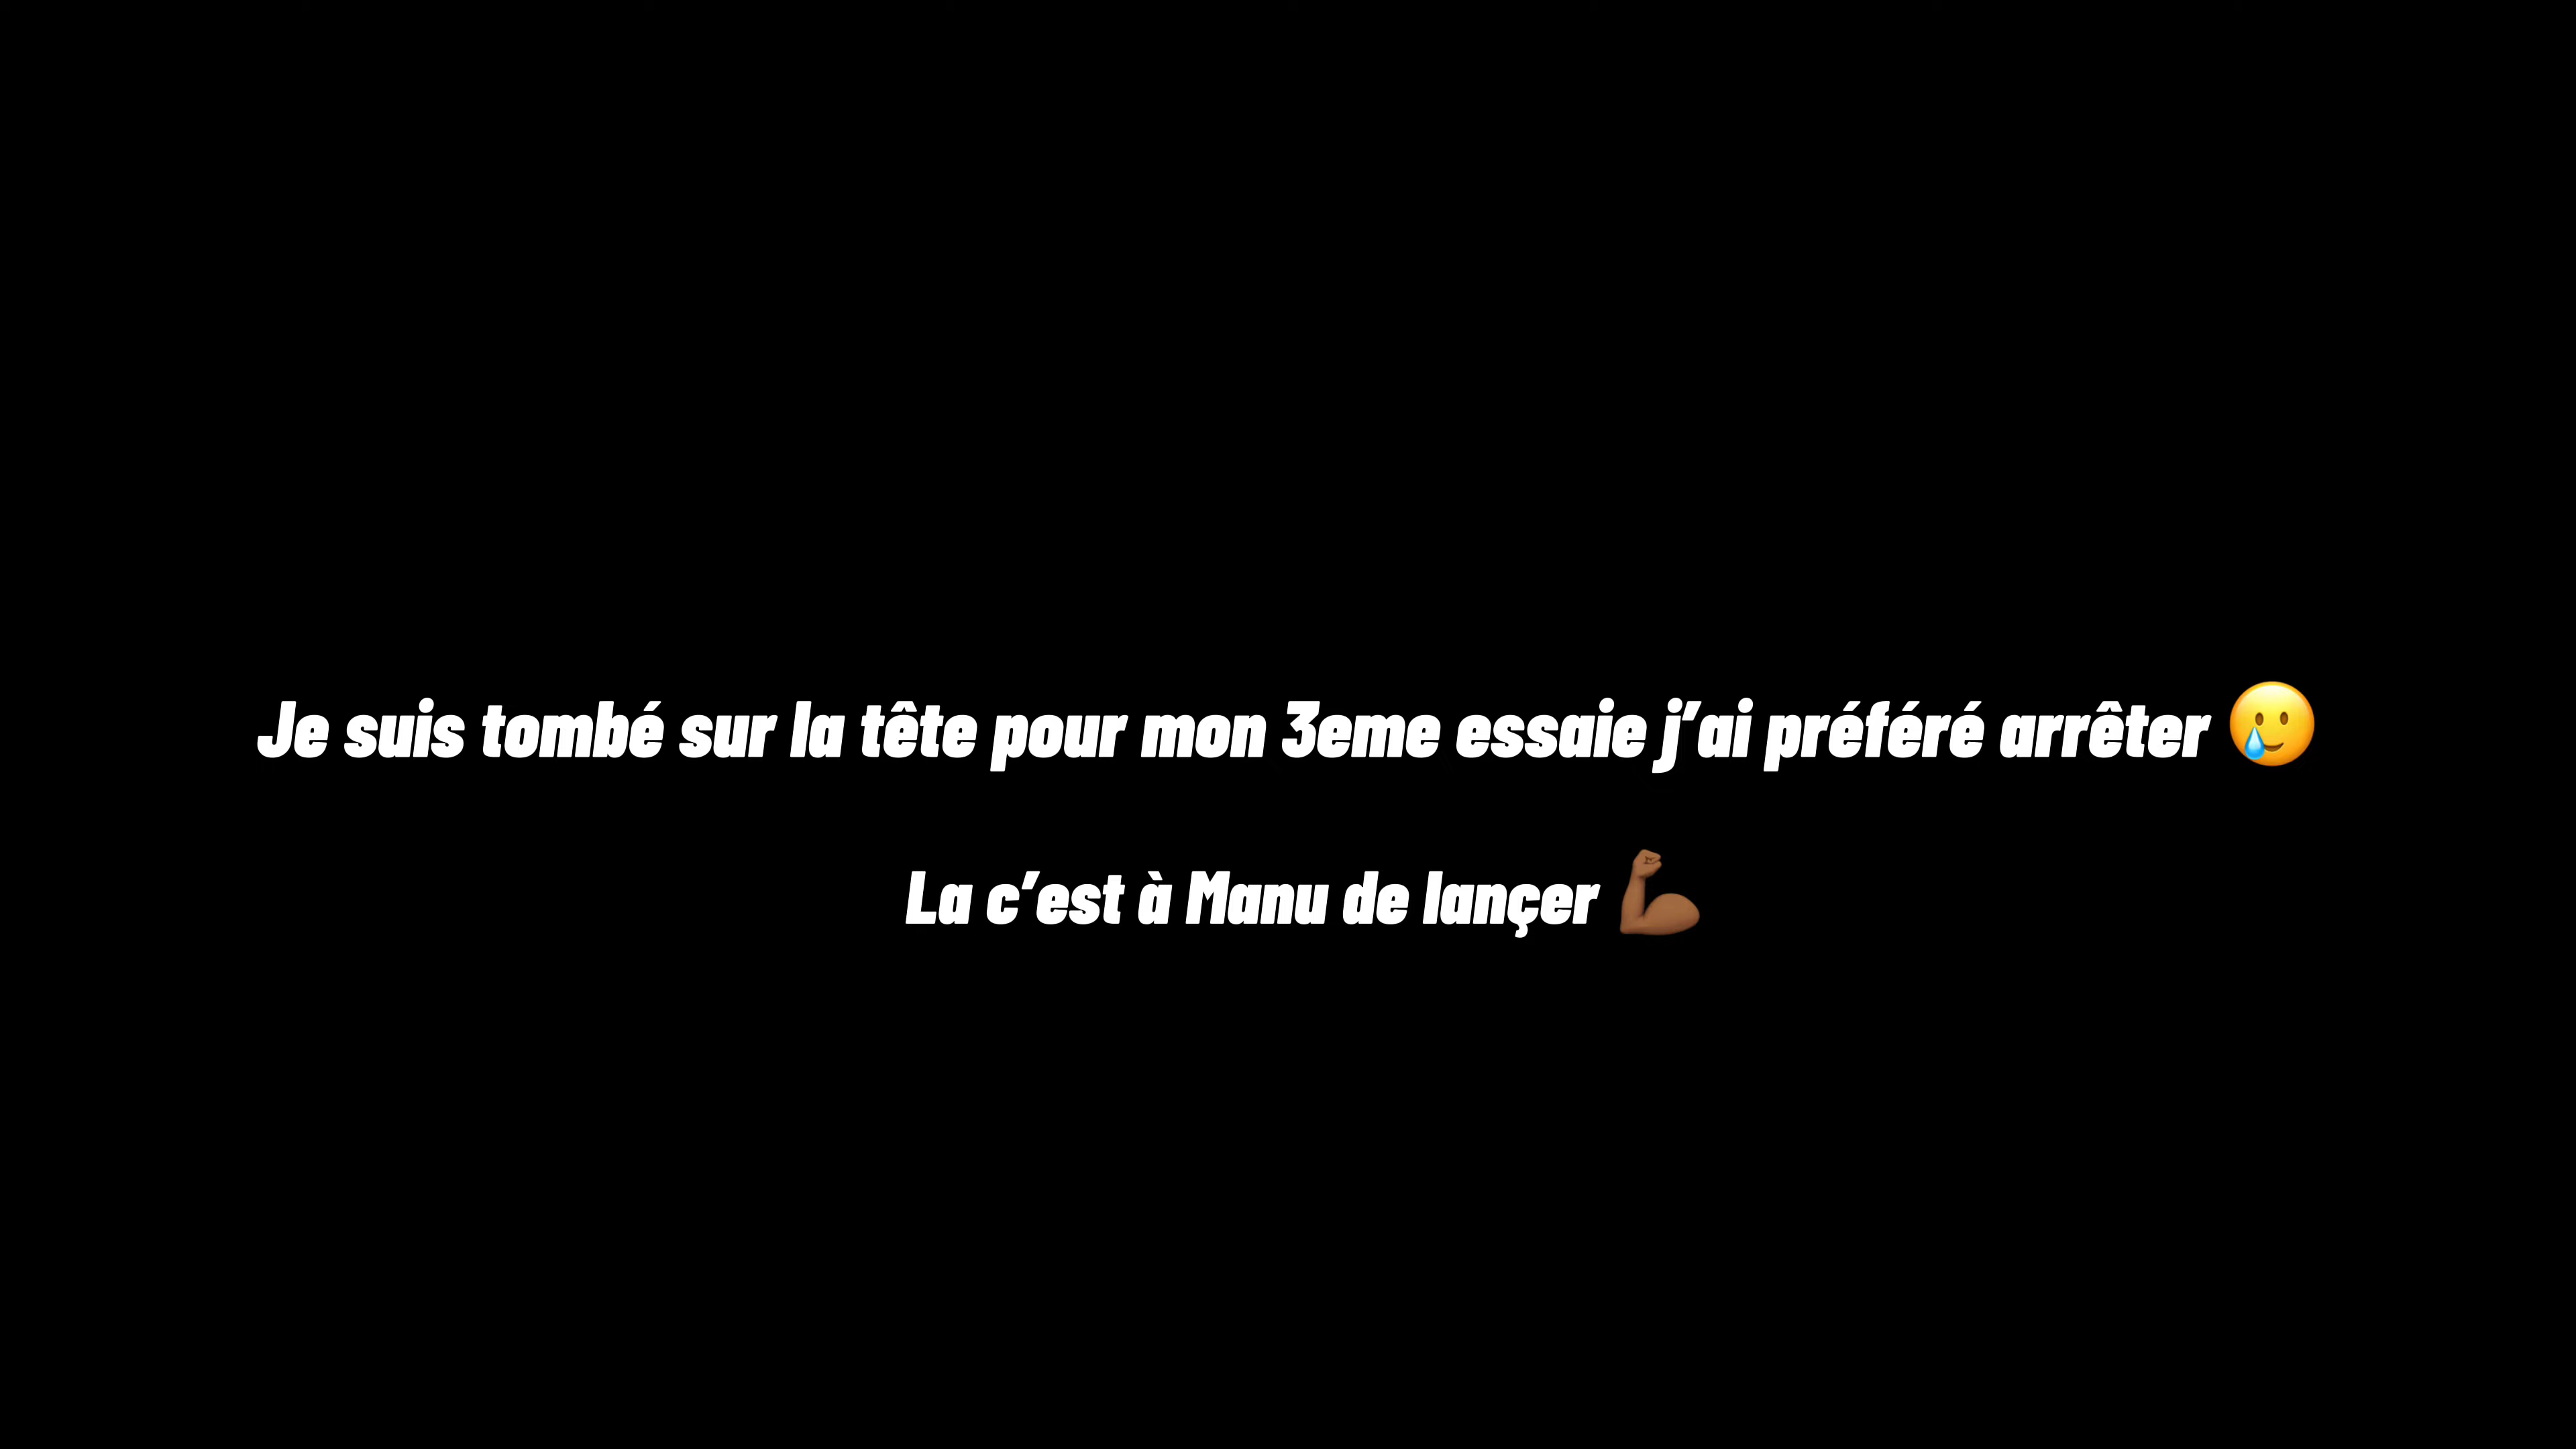 Je suis tombé sur la tête pour mon 3eme essaie j’ai préféré arrêter 🥲
La c’est à Manu de lançer 💪🏾